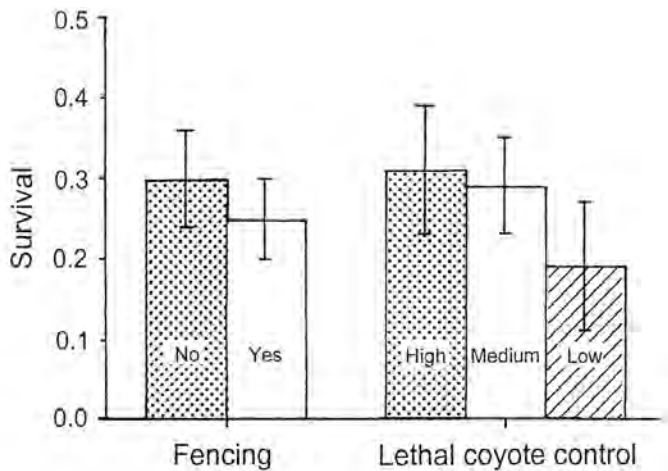 0.5
0.4
0.3
0.2
0.1
0.0
Survival
No
Yes
High
Medium
Low
Fencing
Lethal coyote control